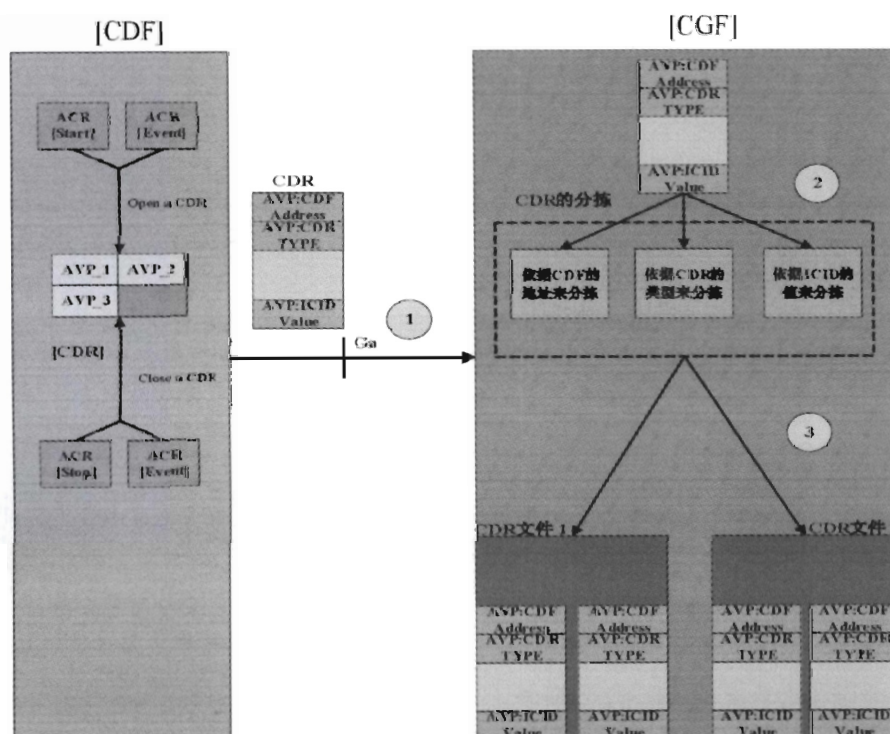 [CDF]
[CGF]
ACR
[Start]
ACR
[Event]
Open a CDR
AVP_1
AVP_2
AVP_3
[CDR]
Close a CDR
ACR
[Stop]
ACR
[Event]
CDR
AVP:CDF
Address
AVP:CDR
TYPE
AVP:ICID
Value
1
Ga
AVP:CDF
Address
AVP:CDR
TYPE
AVP:ICID
Value
2
CDR的分拣
依据CDF的
地址来分拣
依据CDR的
类型来分拣
依据ICID的
值来分拣
3
CDR文件 1
CDR文件
AVP:CDF
Address
AVP:CDR
TYPE
AVP:ICID
Value
AVP:CDF
Address
AVP:CDR
TYPE
AVP:ICID
Value
AVP:CDF
Address
AVP:CDR
TYPE
AVP:ICID
Value
AVP:CDF
Address
AVP:CDR
TYPE
AVP:ICID
Value